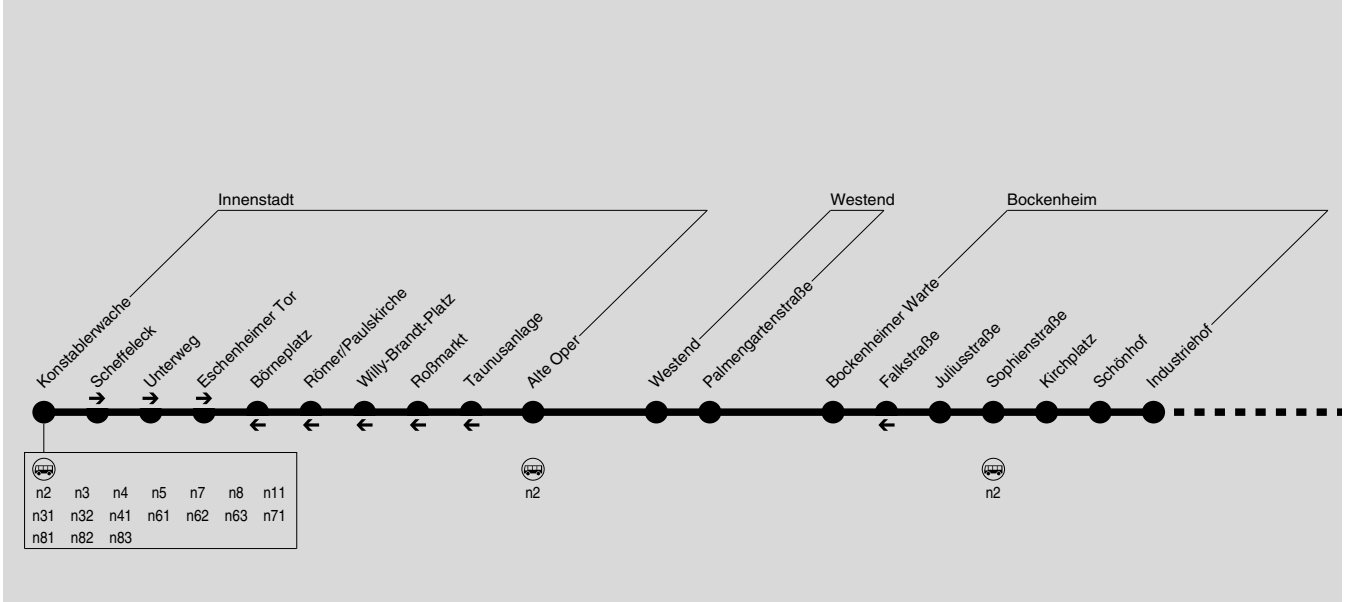 Innenstadt
Westend
Bockenheim
Konstablerwache
Scheffeleck
Unterweg
Eschenheimer Tor
Börneplatz
Römer/Paulskirche
Willy-Brandt-Platz
Roßmarkt
Taunusanlage
Alte Oper
Westend
Palmengartenstraße
Bockenheimer Warte
Falkstraße
Juliusstraße
Sophienstraße
Kirchplatz
Schönhof
Industriehof
n2 n3 n4 n5 n7 n8 n11
n31 n32 n41 n61 n62 n63 n71
n81 n82 n83
n2
n2